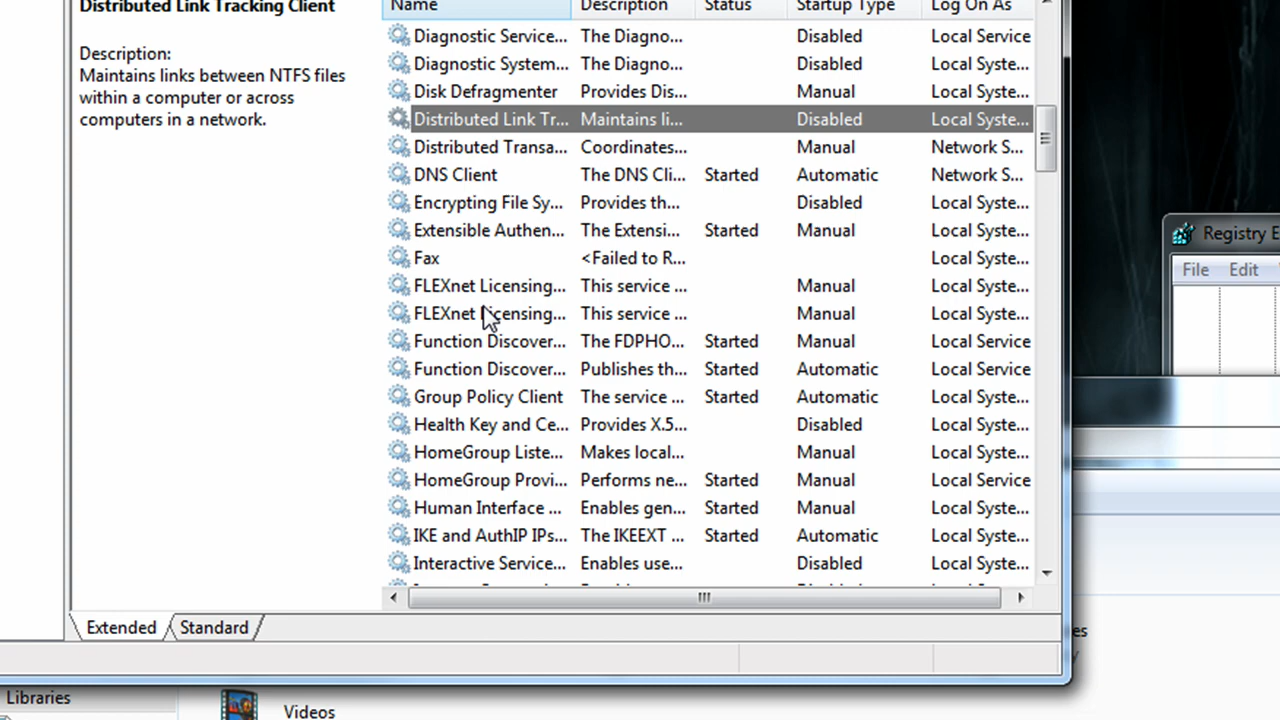 Distributed Link Tracking Client
Description:
Maintains links between NTFS files
within a computer or across
computers in a network.
Name Description Status Startup Type Log On As
Diagnostic Service... The Diagno... Disabled Local Service
Diagnostic System... The Diagno... Disabled Local Syste...
Disk Defragmenter Provides Dis... Manual Local Syste...
Distributed Link Tr... Maintains li... Disabled Local Syste...
Distributed Transa... Coordinates... Manual Network S...
DNS Client The DNS Cli... Started Automatic Network S...
Encrypting File Sy... Provides th... Disabled Local Syste...
Extensible Authen... The Extensi... Started Manual Local Syste...
Fax <Failed to R... Local Syste...
FLEXnet Licensing... This service ... Manual Local Syste...
FLEXnet Licensing... This service ... Manual Local Syste...
Function Discover... The FDPHO... Started Manual Local Service
Function Discover... Publishes th... Started Automatic Local Service
Group Policy Client The service ... Started Automatic Local Syste...
Health Key and Ce... Provides X.5... Disabled Local Syste...
HomeGroup Liste... Makes local... Manual Local Syste...
HomeGroup Provi... Performs ne... Started Manual Local Service
Human Interface ... Enables gen... Started Manual Local Syste...
IKE and AuthIP IPs... The IKEEXT ... Started Automatic Local Syste...
Interactive Service... Enables use... Disabled Local Syste...
Extended Standard
Registry E
File Edit
es
Libraries
Videos